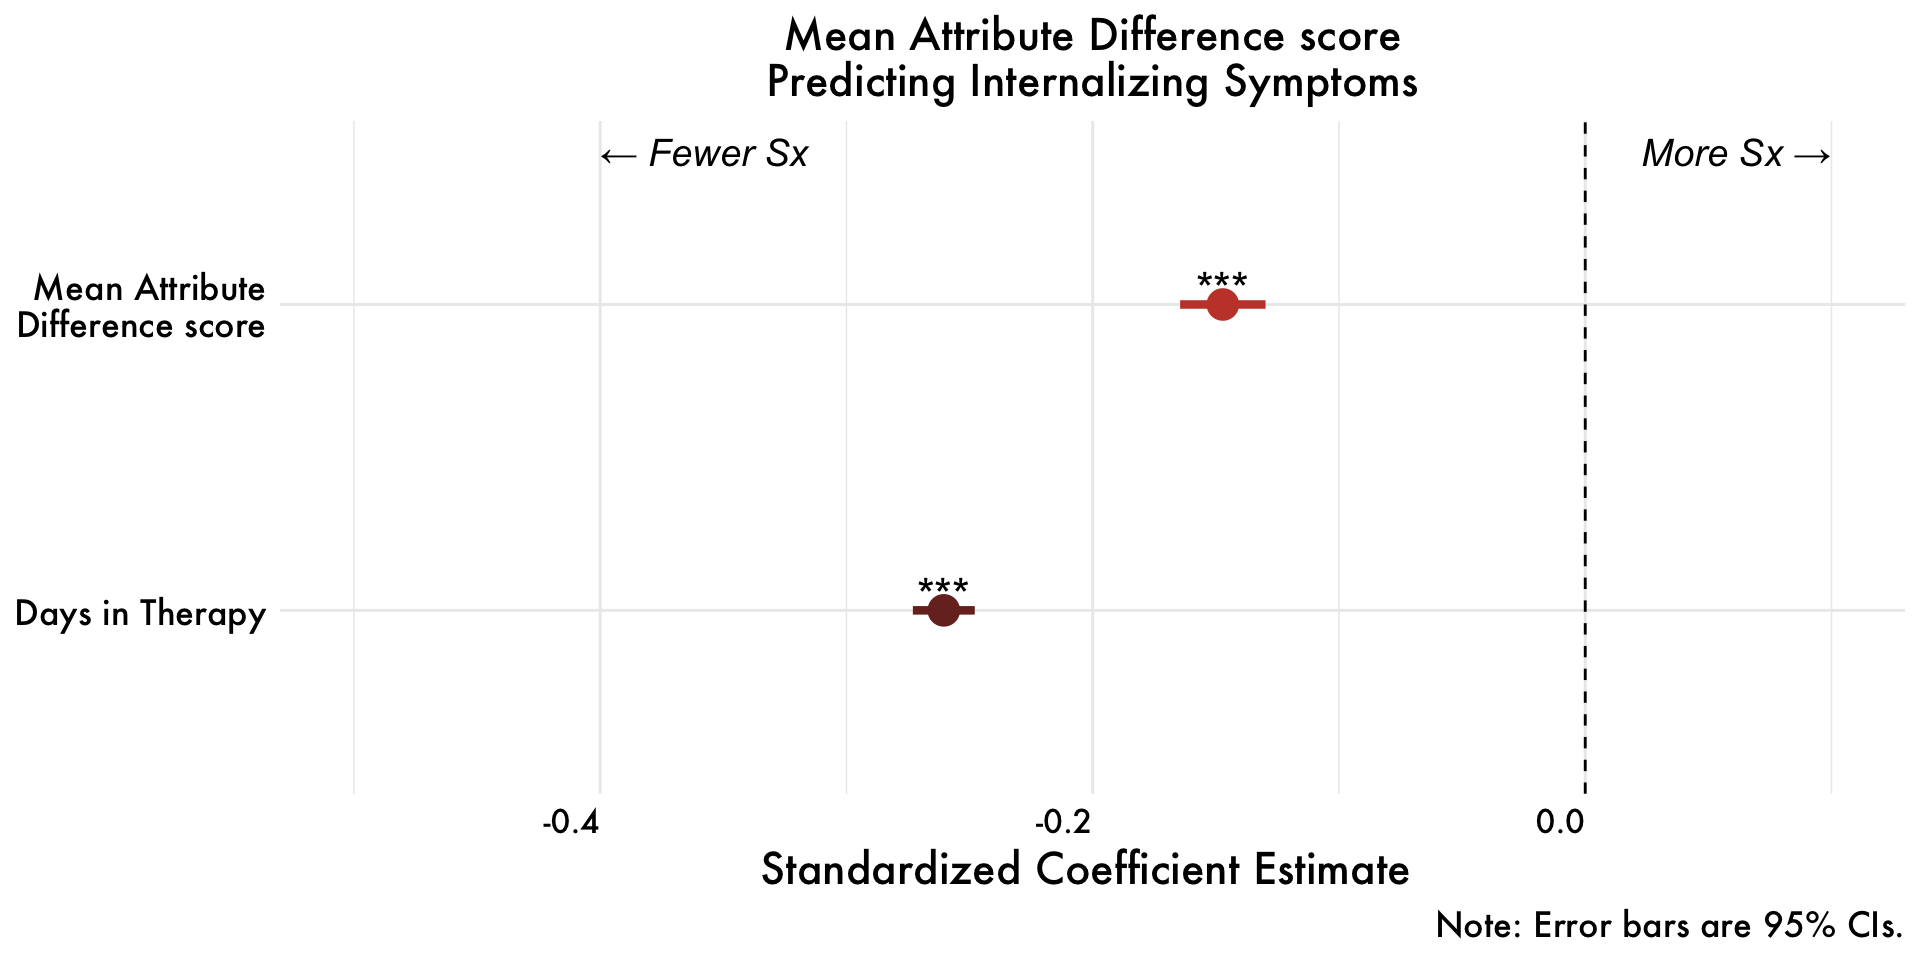 Mean Attribute Difference score
Predicting Internalizing Symptoms
← Fewer Sx
More Sx →
***
Mean Attribute
Difference score
***
Days in Therapy
-0.4
-0.2
0.0
Standardized Coefficient Estimate
Note: Error bars are 95% CIs.